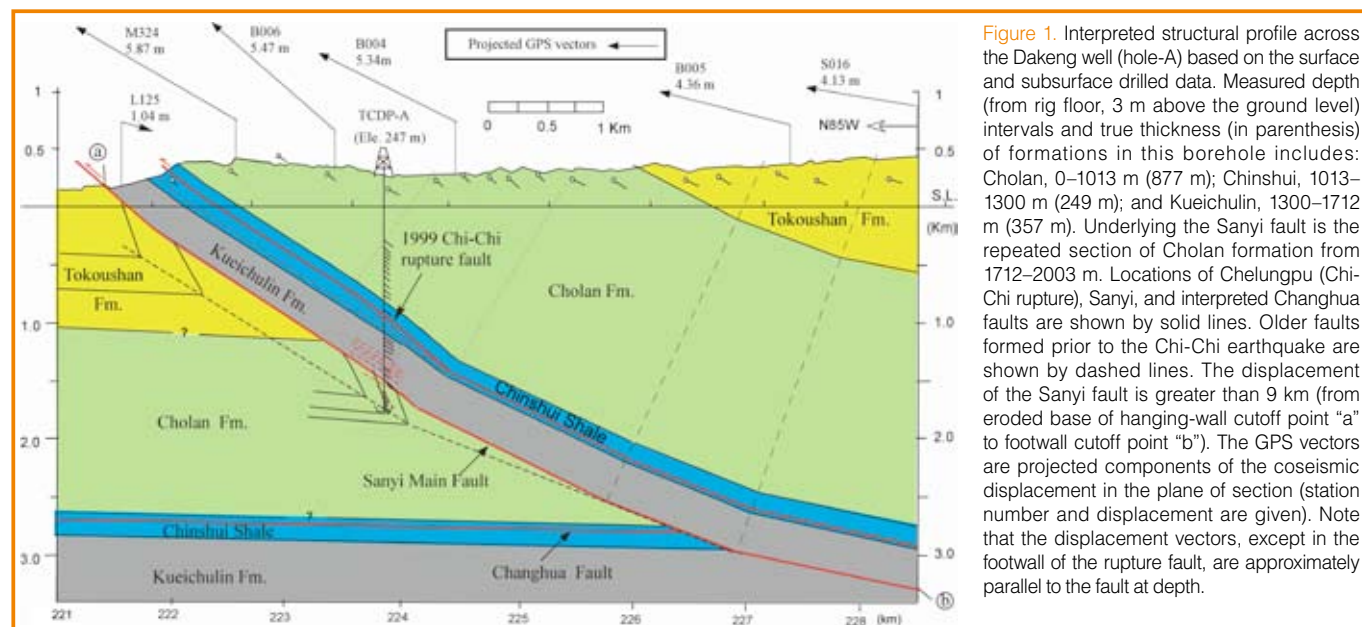 M324
5.87 m
B006
5.47 m
B004
5.34m
Projected GPS vectors
B005
4.36 m
S016
4.13 m
L125
1.04 m
TCDP-A
(Ele. 247 m)
0 0.5 1 Km
N85W
1
0.5
1.0
2.0
3.0
1
0.5
S.L.
(Km)
1.0
2.0
3.0
a
1999 Chi-Chi
rupture fault
Tokoushan Fm.
Kueichulin Fm.
Tokoushan
Fm.
Cholan Fm.
?
Chinshui Shale
Cholan Fm.
Sanyi Main Fault
?
Chinshui Shale
Changhua Fault
Kueichulin Fm.
b
221 222 223 224 225 226 227 228 (km)
Figure 1. Interpreted structural profile across
the Dakeng well (hole-A) based on the surface
and subsurface drilled data. Measured depth
(from rig floor, 3 m above the ground level)
intervals and true thickness (in parenthesis)
of formations in this borehole includes:
Cholan, 0–1013 m (877 m); Chinshui, 1013–
1300 m (249 m); and Kueichulin, 1300–1712
m (357 m). Underlying the Sanyi fault is the
repeated section of Cholan formation from
1712–2003 m. Locations of Chelungpu (Chi-
Chi rupture), Sanyi, and interpreted Changhua
faults are shown by solid lines. Older faults
formed prior to the Chi-Chi earthquake are
shown by dashed lines. The displacement
of the Sanyi fault is greater than 9 km (from
eroded base of hanging-wall cutoff point “a”
to footwall cutoff point “b”). The GPS vectors
are projected components of the coseismic
displacement in the plane of section (station
number and displacement are given). Note
that the displacement vectors, except in the
footwall of the rupture fault, are approximately
parallel to the fault at depth.